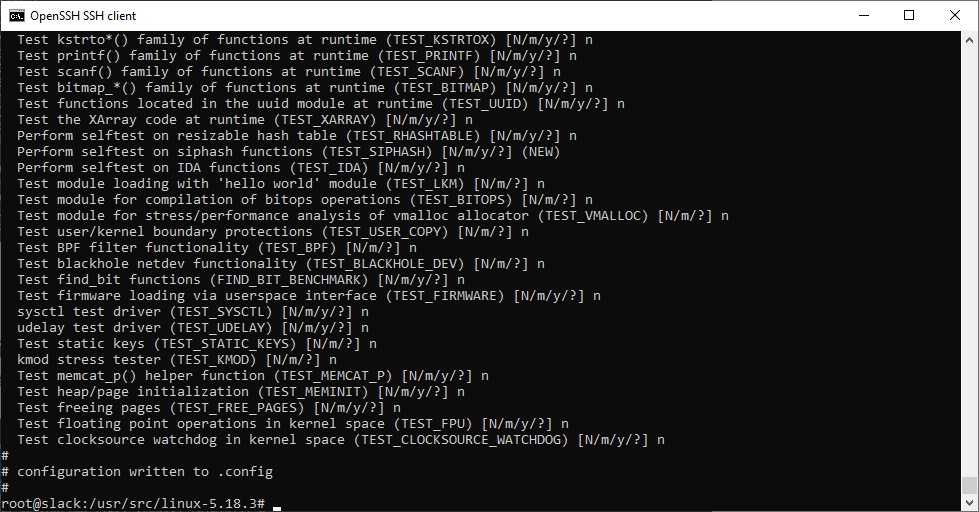 OpenSSH SSH client
Test kstrto*() family of functions at runtime (TEST_KSTRTOX) [N/m/y/?] n
Test printf() family of functions at runtime (TEST_PRINTF) [N/m/y/?] n
Test scanf() family of functions at runtime (TEST_SCANF) [N/m/y/?] n
Test bitmap_*() family of functions at runtime (TEST_BITMAP) [N/m/y/?] n
Test functions located in the uuid module at runtime (TEST_UUID) [N/m/y/?] n
Test the XArray code at runtime (TEST_XARRAY) [N/m/y/?] n
Perform selftest on resizable hash table (TEST_RHASHTABLE) [N/m/y/?] n
Perform selftest on siphash functions (TEST_SIPHASH) [N/m/y/?] (NEW)
Perform selftest on IDA functions (TEST_IDA) [N/m/y/?] n
Test module loading with 'hello world' module (TEST_LKM) [N/m/?] n
Test module for compilation of bitops operations (TEST_BITOPS) [N/m/?] n
Test module for stress/performance analysis of vmalloc allocator (TEST_VMALLOC) [N/m/?] n
Test user/kernel boundary protections (TEST_USER_COPY) [N/m/?] n
Test BPF filter functionality (TEST_BPF) [N/m/?] n
Test blackhole netdev functionality (TEST_BLACKHOLE_DEV) [N/m/?] n
Test find_bit functions (FIND_BIT_BENCHMARK) [N/m/y/?] n
Test firmware loading via userspace interface (TEST_FIRMWARE) [N/m/y/?] n
sysctl test driver (TEST_SYSCTL) [N/m/y/?] n
udelay test driver (TEST_UDELAY) [N/m/y/?] n
Test static keys (TEST_STATIC_KEYS) [N/m/?] n
kmod stress tester (TEST_KMOD) [N/m/?] n
Test memcat_p() helper function (TEST_MEMCAT_P) [N/m/y/?] n
Test heap/page initialization (TEST_MEMINIT) [N/m/y/?] n
Test freeing pages (TEST_FREE_PAGES) [N/m/y/?] n
Test floating point operations in kernel space (TEST_FPU) [N/m/y/?] n
Test clocksource watchdog in kernel space (TEST_CLOCKSOURCE_WATCHDOG) [N/m/y/?] n
#
# configuration written to .config
#
root@slack:/usr/src/linux-5.18.3#